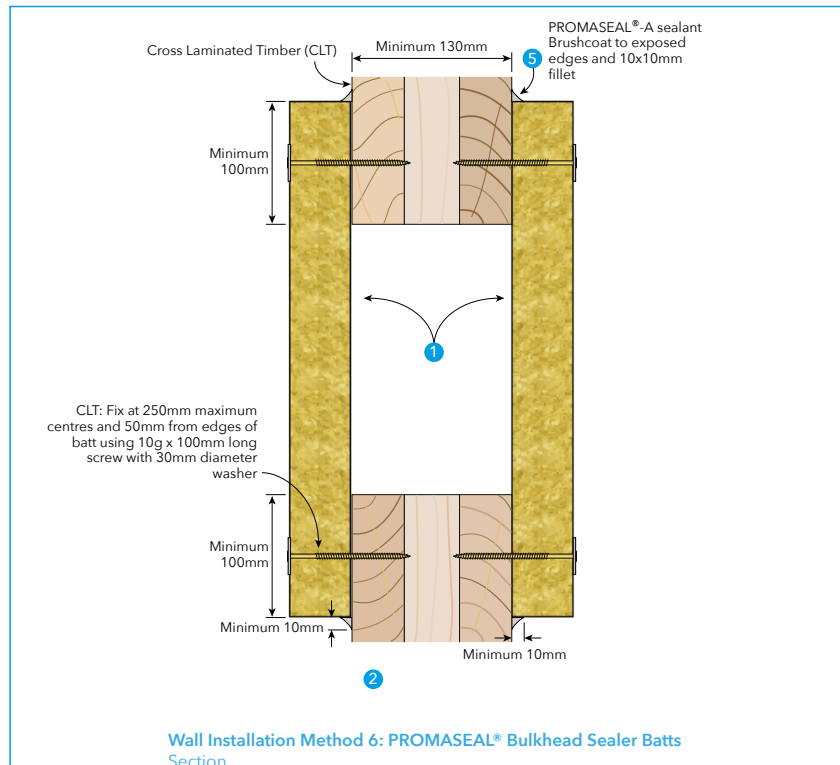 PROMASEAL®-A sealant
Brushcoat to exposed
edges and 10x10mm
fillet
5
Cross Laminated Timber (CLT)
Minimum 130mm
Minimum
100mm
1
CLT: Fix at 250mm maximum
centres and 50mm from edges of
batt using 10g x 100mm long
screw with 30mm diameter
washer
Minimum
100mm
Minimum 10mm
Minimum 10mm
2
Wall Installation Method 6: PROMASEAL® Bulkhead Sealer Batts
Section